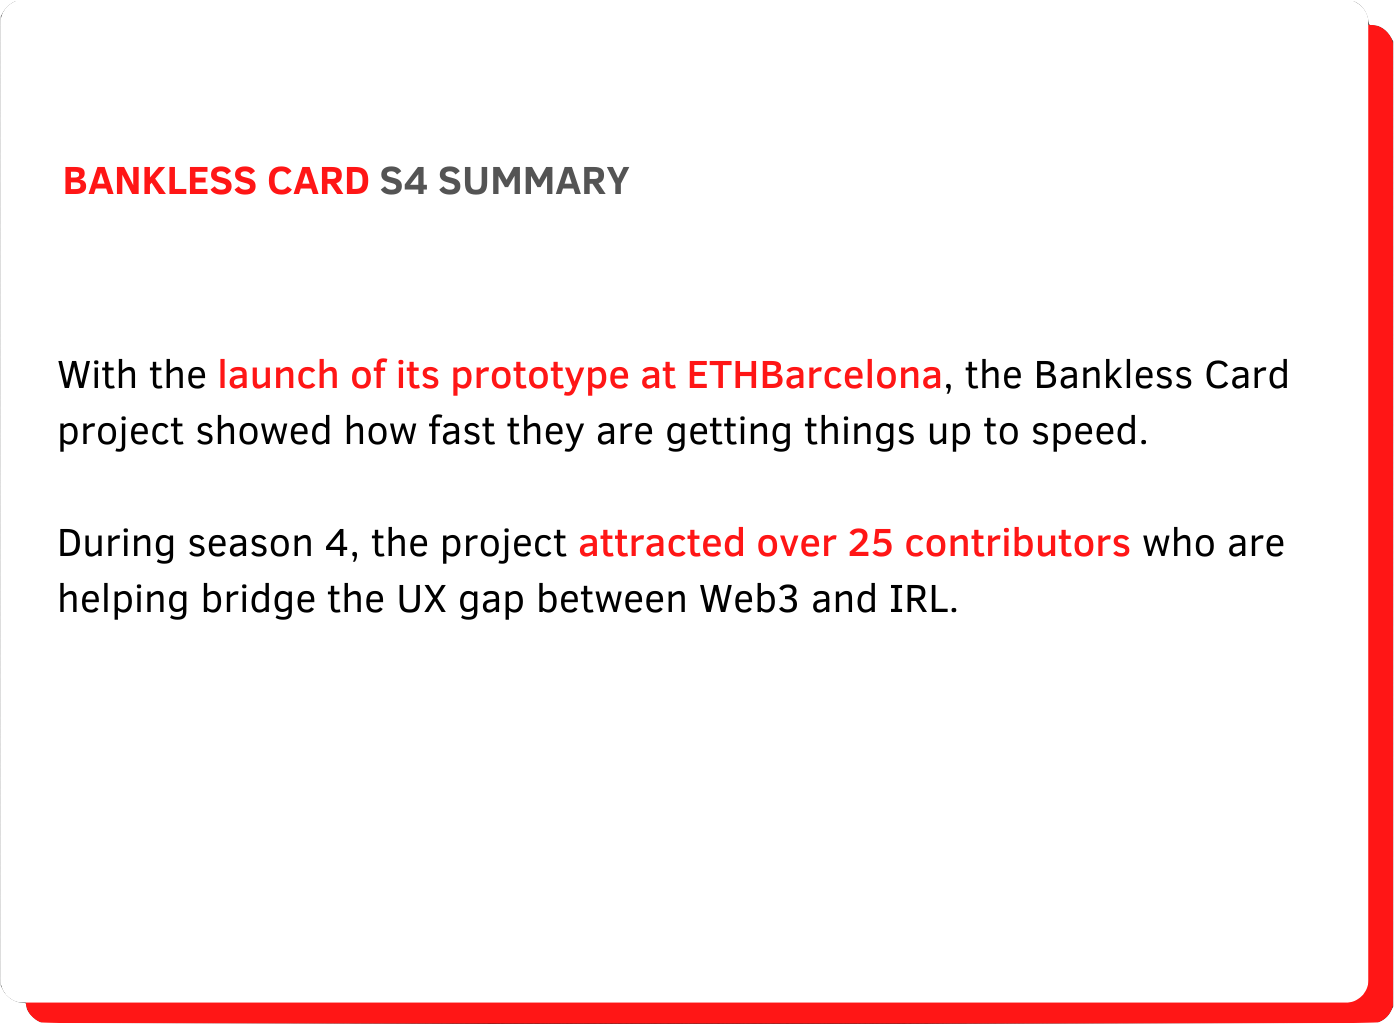 BANKLESS CARD S4 SUMMARY
With the launch of its prototype at ETHBarcelona, the Bankless Card
project showed how fast they are getting things up to speed.
During season 4, the project attracted over 25 contributors who are
helping bridge the UX gap between Web3 and IRL.